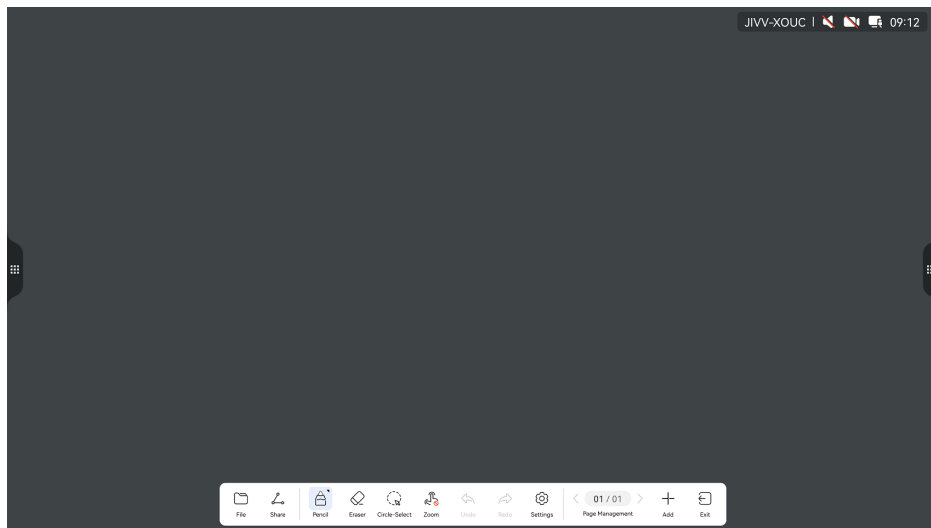 JIVV-XOUC | 09:12
File Share Pencil Eraser Circle-Select Zoom Undo Redo Settings 01 / 01 Page Management Add Exit